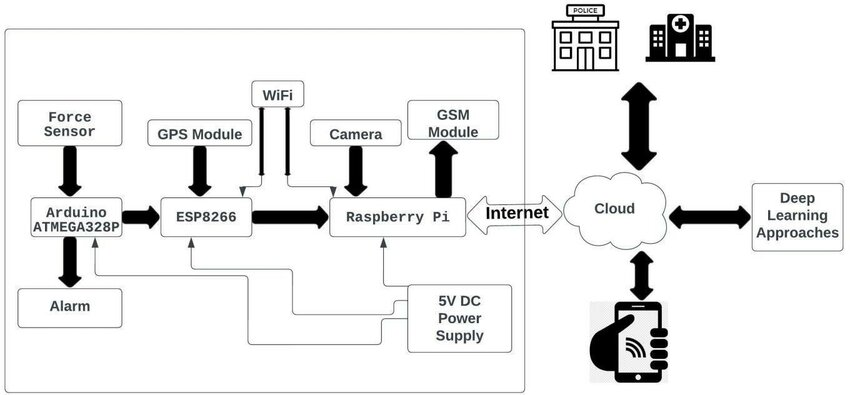 POLICE
WiFi
Force
Sensor
GPS Module
Camera
GSM
Module
Arduino
ATMEGA328P
ESP8266
Raspberry Pi
Internet
Cloud
Deep
Learning
Approaches
Alarm
5V DC
Power
Supply